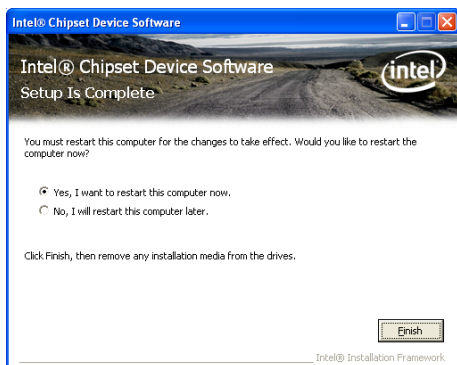 Intel® Chipset Device Software
Intel® Chipset Device Software
intel
Setup Is Complete
You must restart this computer for the changes to take effect. Would you like to restart the
computer now?
Yes, I want to restart this computer now.
No, I will restart this computer later.
Click Finish, then remove any installation media from the drives.
Finish
Intel® Installation Framework